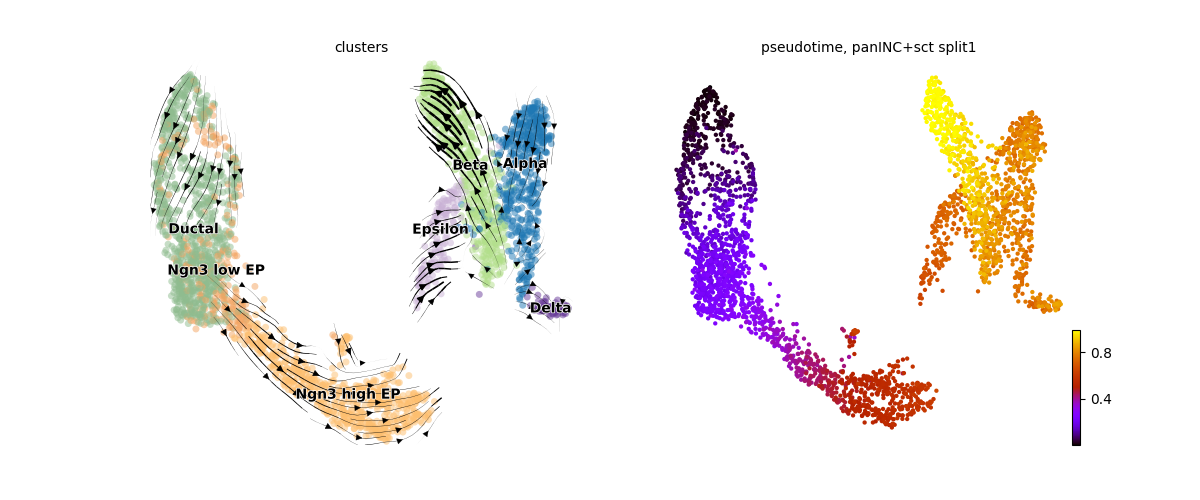 clusters
pseudotime, panINC+sct split1
Beta
Alpha
Ductal
Epsilon
Ngn3 low EP
Delta
Ngn3 high EP
0.8
0.4